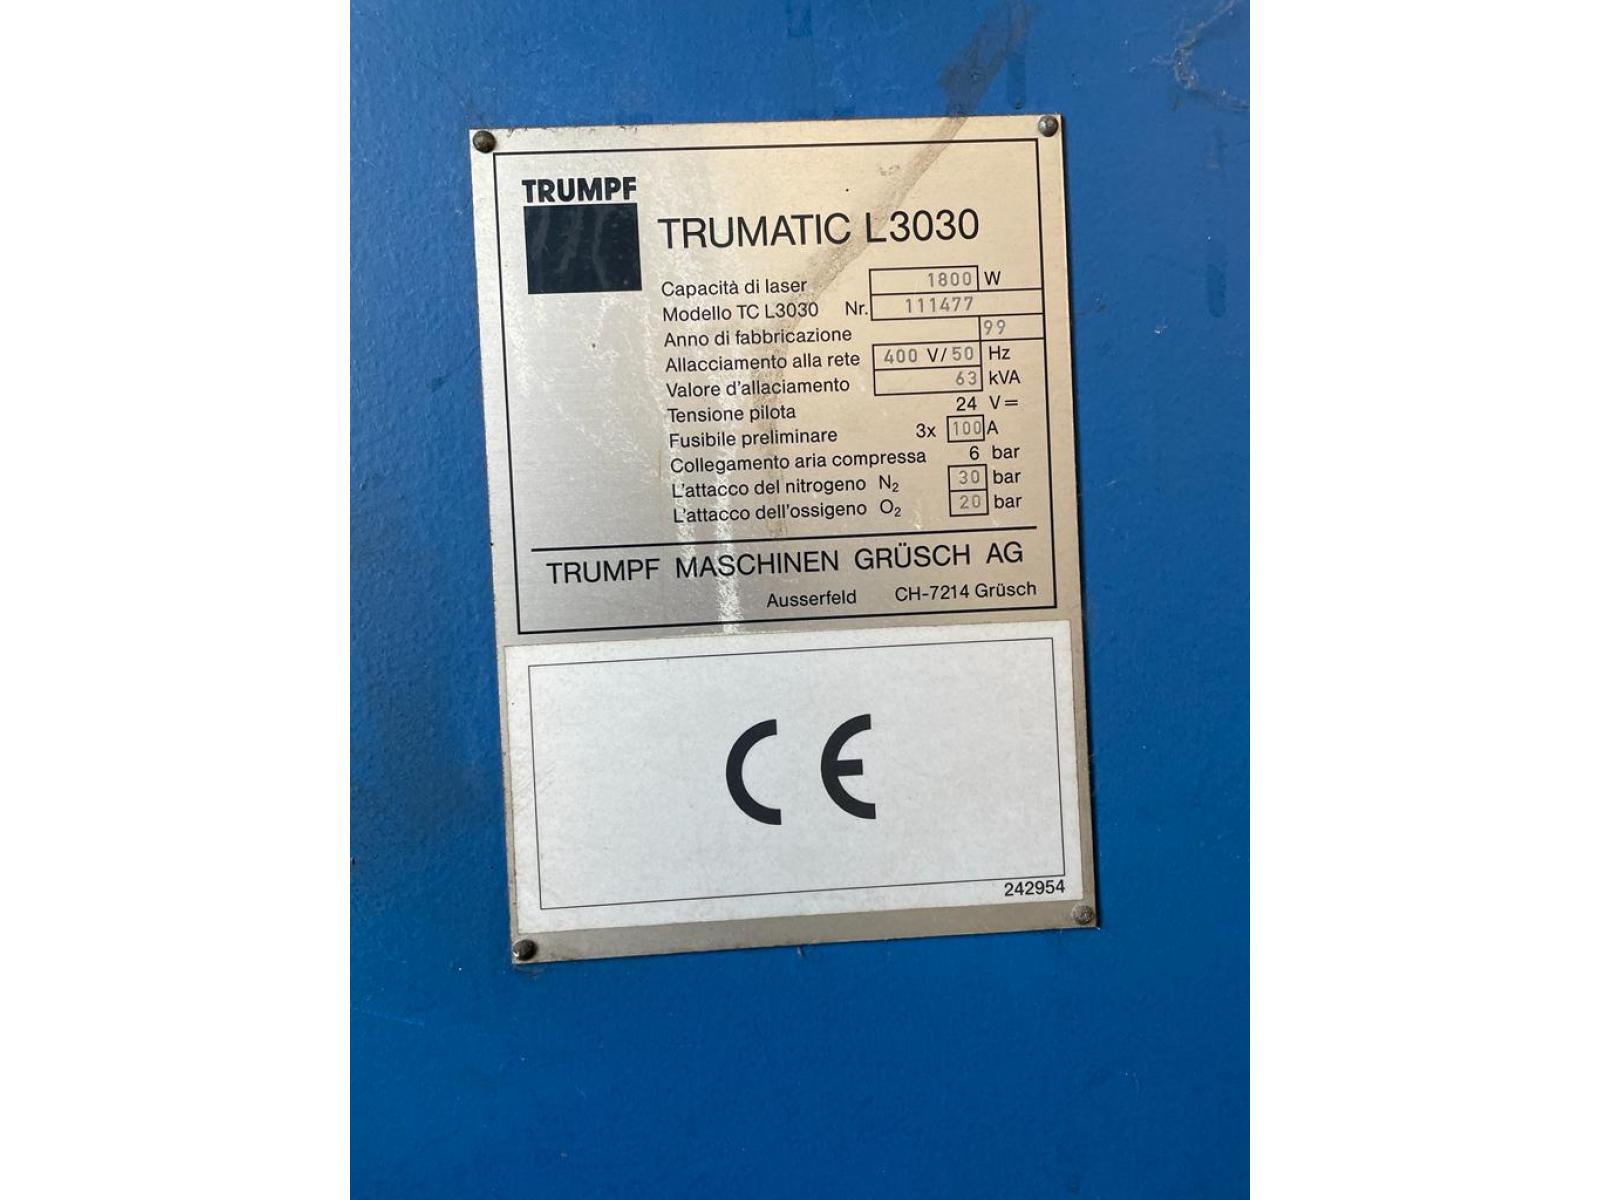 TRUMPF
TRUMATIC L3030
Capacità di laser 1800 W
Modello TC L3030 Nr. 111477
Anno di fabbricazione 99
Allacciamento alla rete 400 V/50 Hz
Valore d'allaciamento 63 kVA
Tensione pilota 24 V=
Fusibile preliminare 3x 100 A
Collegamento aria compressa 6 bar
L'attacco del nitrogeno N₂ 30 bar
L'attacco dell'ossigeno O₂ 20 bar
TRUMPF MASCHINEN GRÜSCH AG
Ausserfeld CH-7214 Grüsch
CE
242954